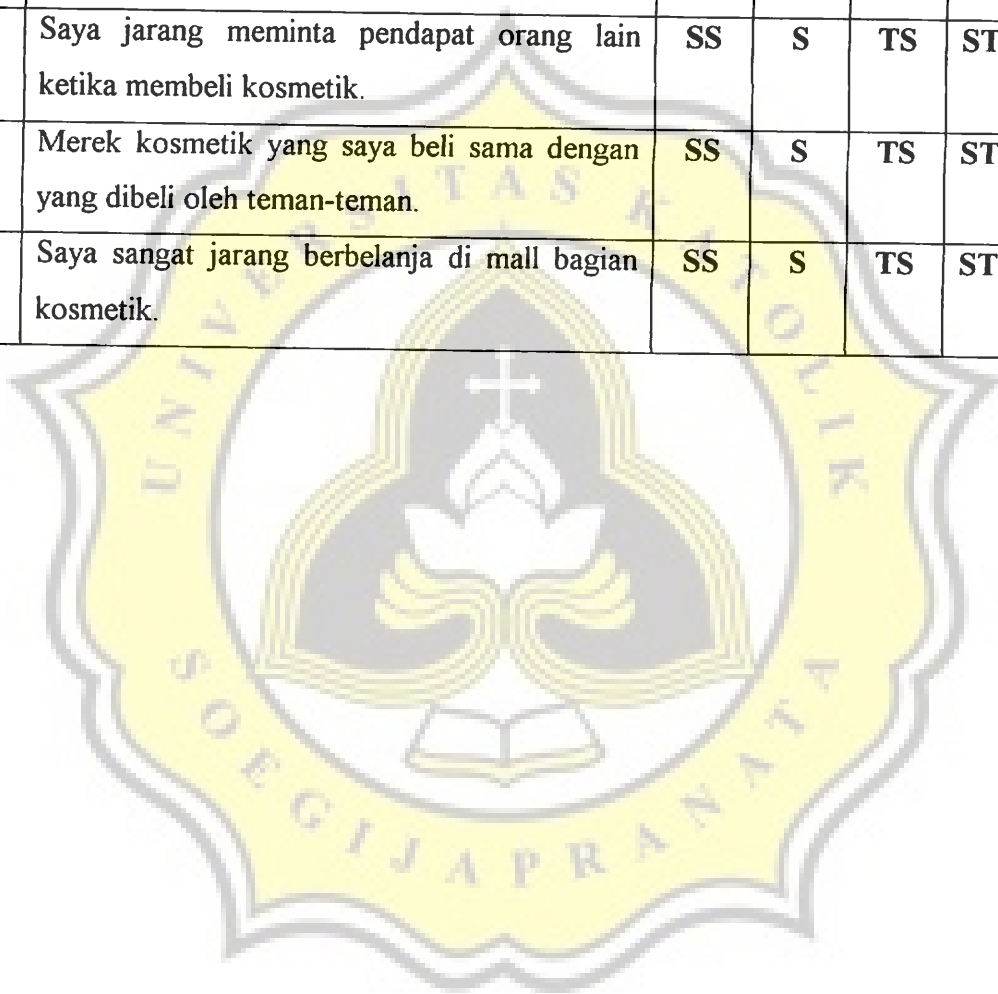 Saya jarang meminta pendapat orang lain SS S TS ST
ketika membeli kosmetik.
Merek kosmetik yang saya beli sama dengan SS S TS ST
yang dibeli oleh teman-teman.
Saya sangat jarang berbelanja di mall bagian SS S TS ST
kosmetik.
UNIVERSITAS KATOLIK
SOEGIJAPRANATA